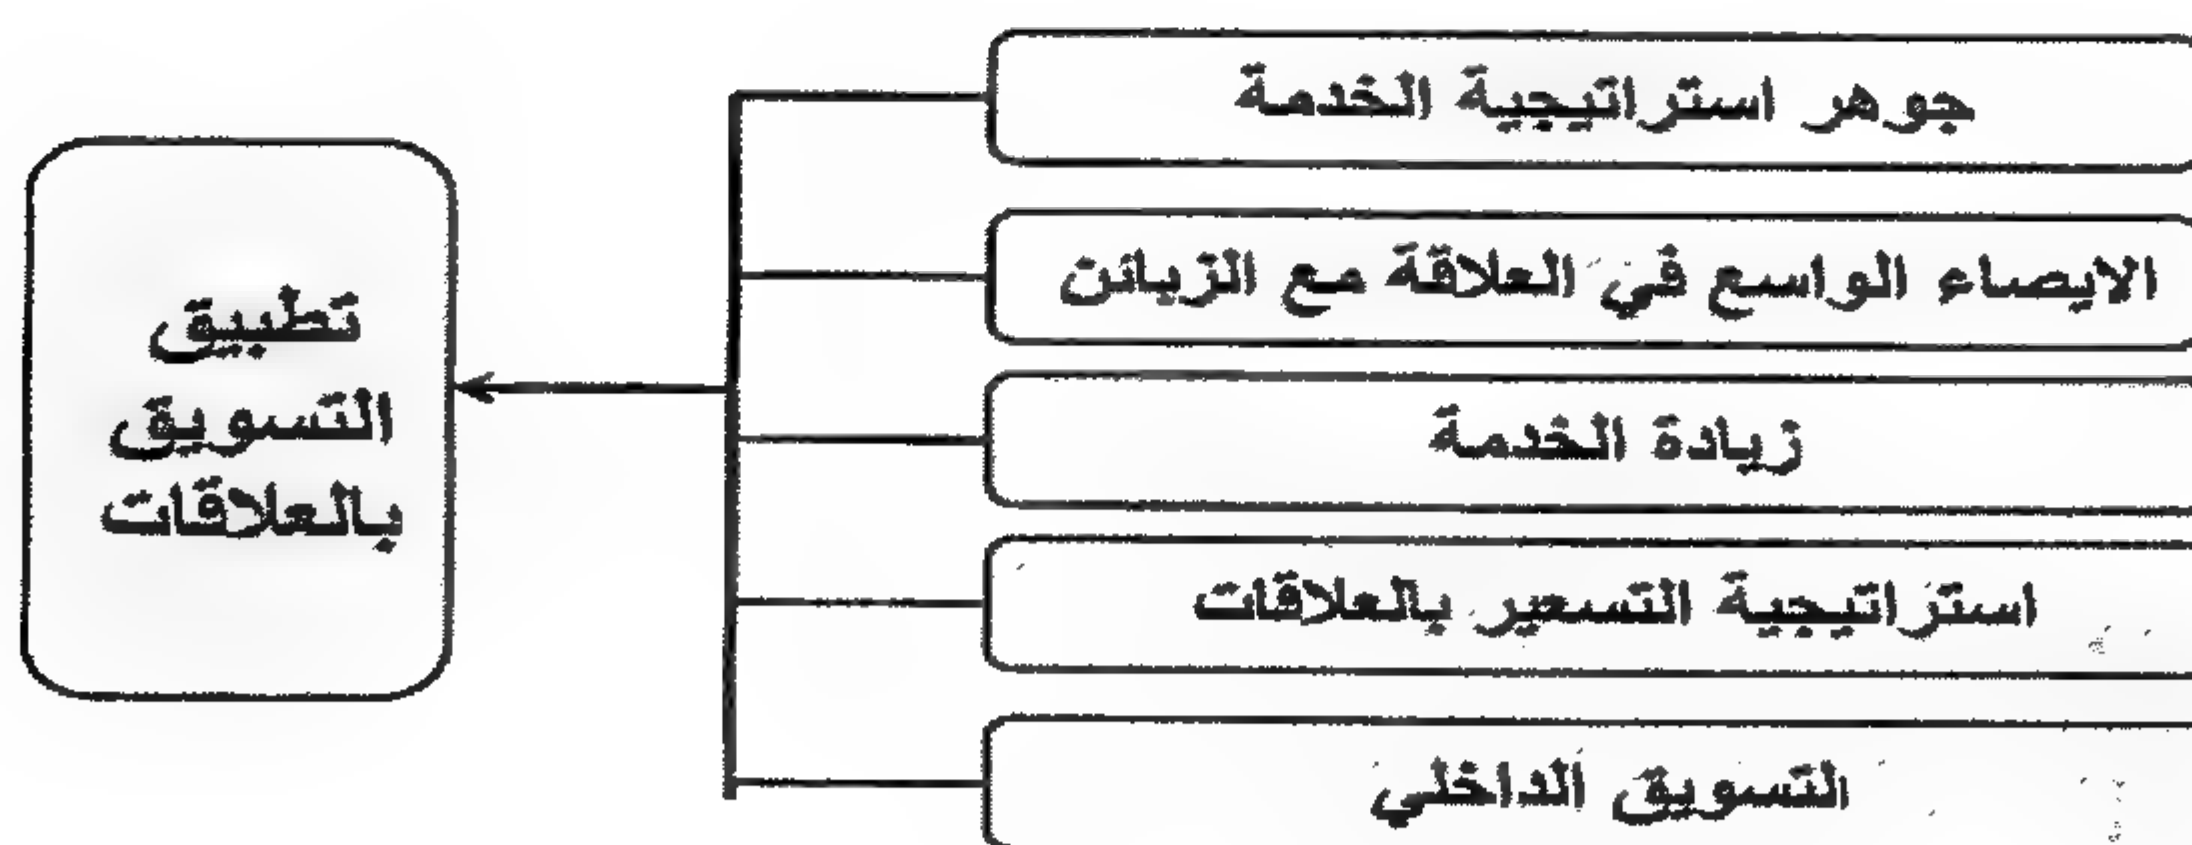 جوهر استراتيجية الخدمة
الايصاء الواسع في العلاقة مع الزبائن
زيادة الخدمة
استراتيجية التسعير بالعلاقات
التسويق الداخلي
تطبيق
التسويق
بالعلاقات